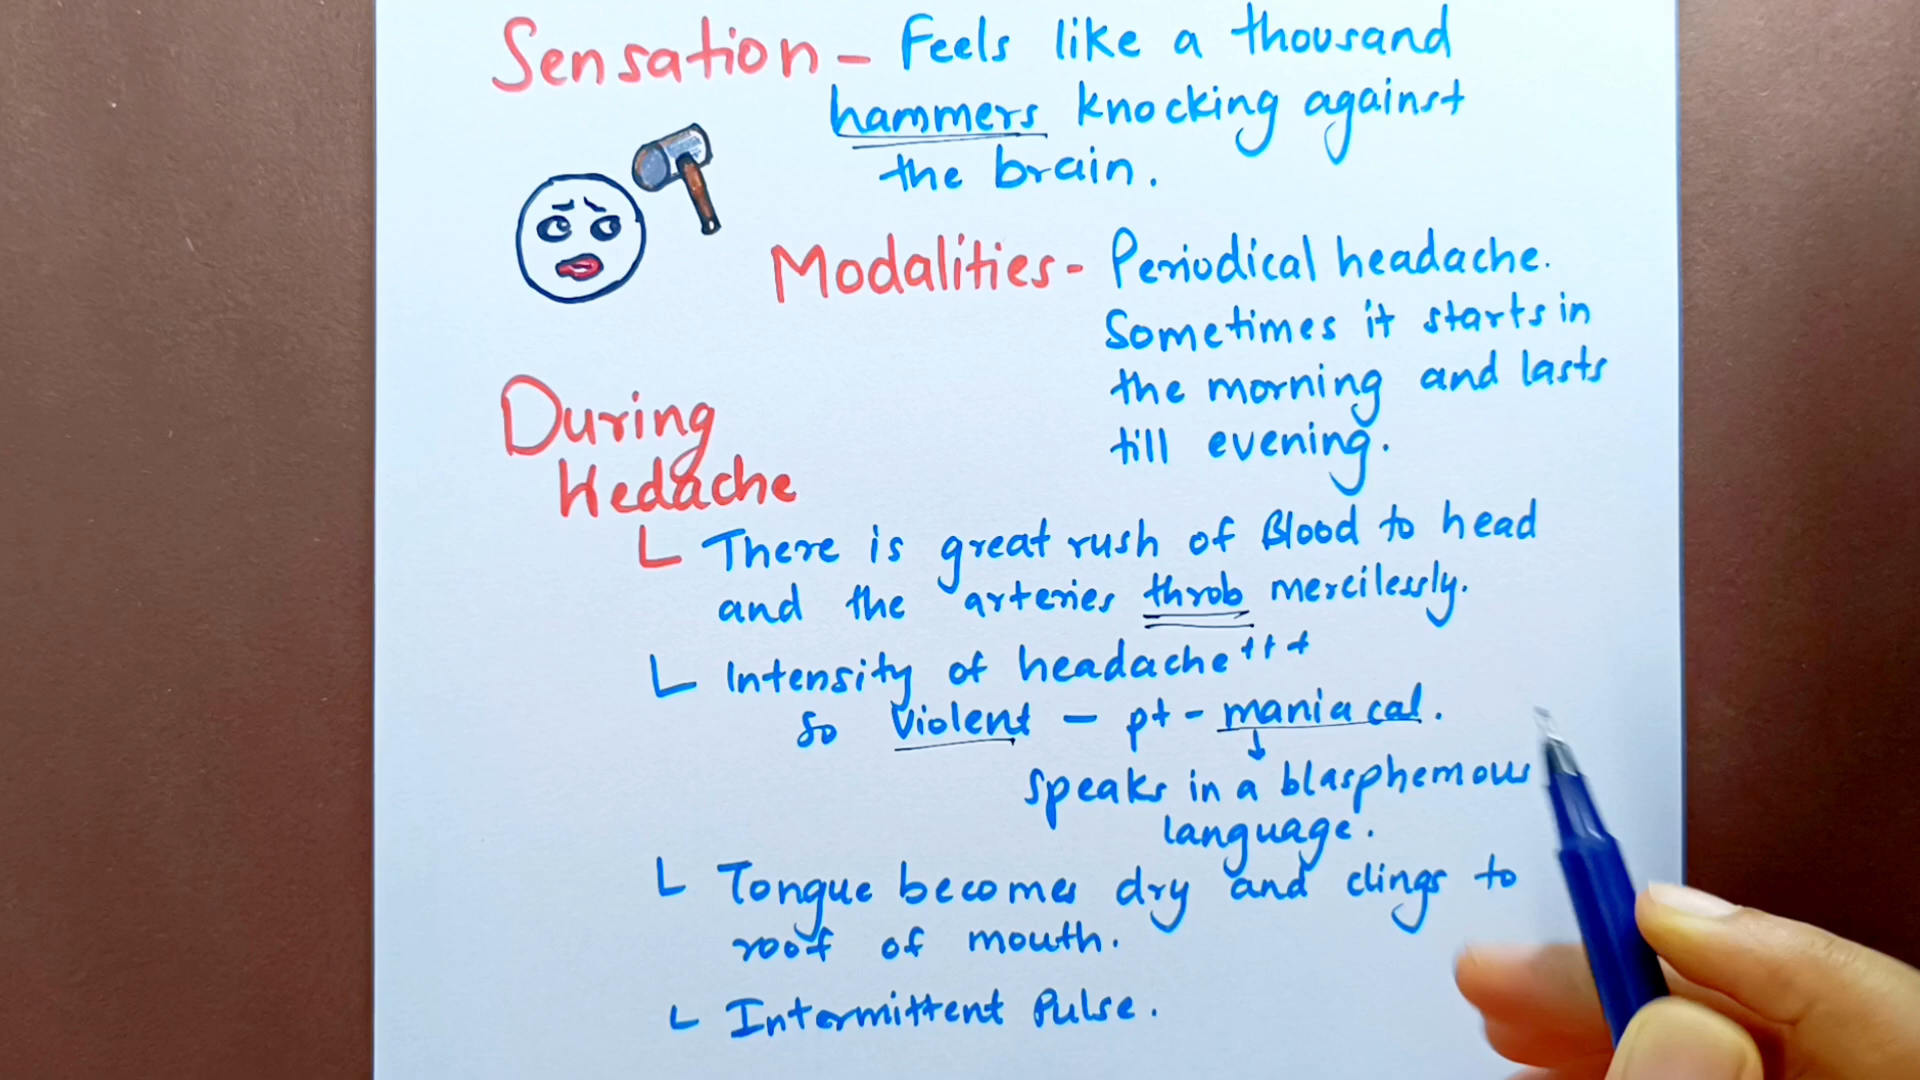 Sensation - Feels like a thousand
hammers knocking against
the brain.
Modalities - Periodical headache.
Sometimes it starts in
the morning and lasts
till evening.
During
Hedache
There is great rush of Blood to head
and the arteries throb mercilessly.
Intensity of headache +++
So violent - pt - maniacal.
↓
speaks in a blasphemous
language.
Tongue becomes dry and clings to
roof of mouth.
Intermittent Pulse.